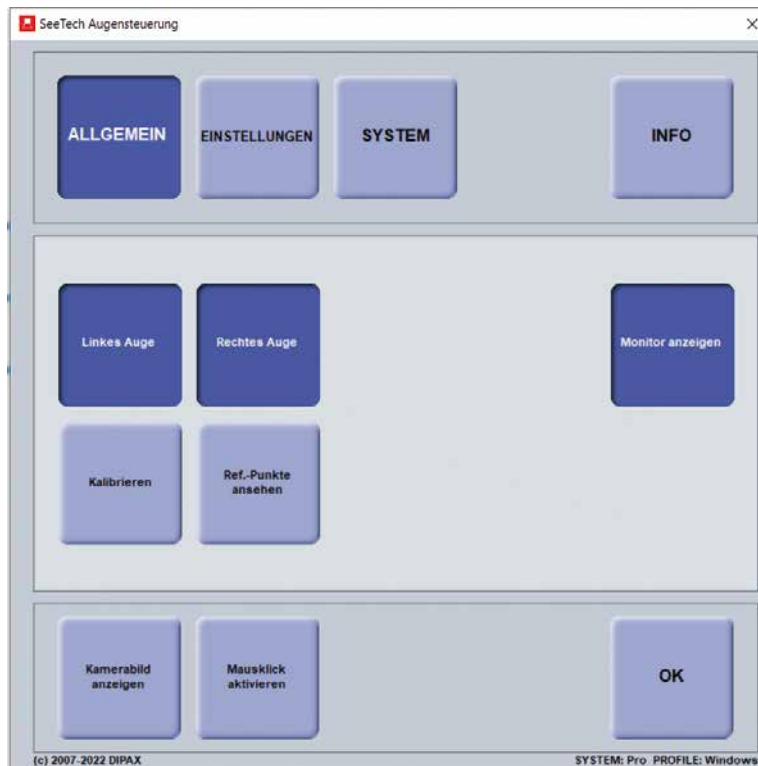 SeeTech Augensteuerung
ALLGEMEIN
EINSTELLUNGEN
SYSTEM
INFO
Linkes Auge
Rechtes Auge
Monitor anzeigen
Kalibrieren
Ref.-Punkte
ansehen
Kamerabild
anzeigen
Mausklick
aktivieren
OK
(c) 2007-2022 DIPAX
SYSTEM: Pro PROFILE: Windows